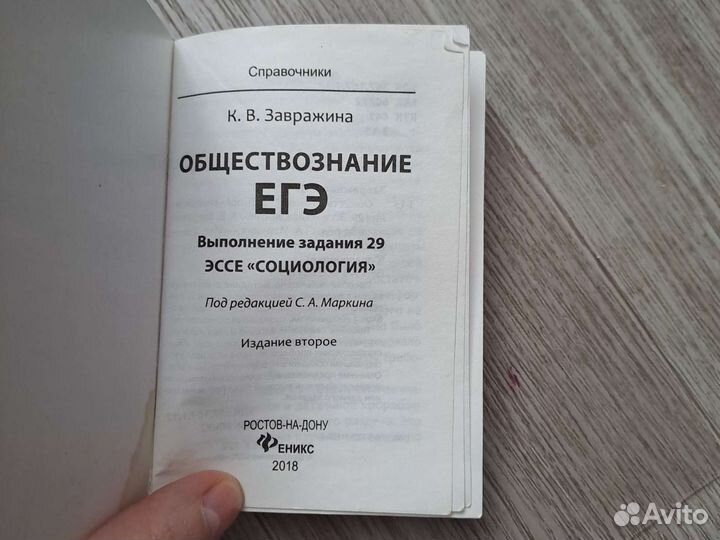 Справочники
К. В. Завражина
ОБЩЕСТВОЗНАНИЕ
ЕГЭ
Выполнение задания 29
ЭССЕ «СОЦИОЛОГИЯ»
Под редакцией С. А. Маркина
Издание второе
РОСТОВ-НА-ДОНУ
ФЕНИКС
2018
Avito